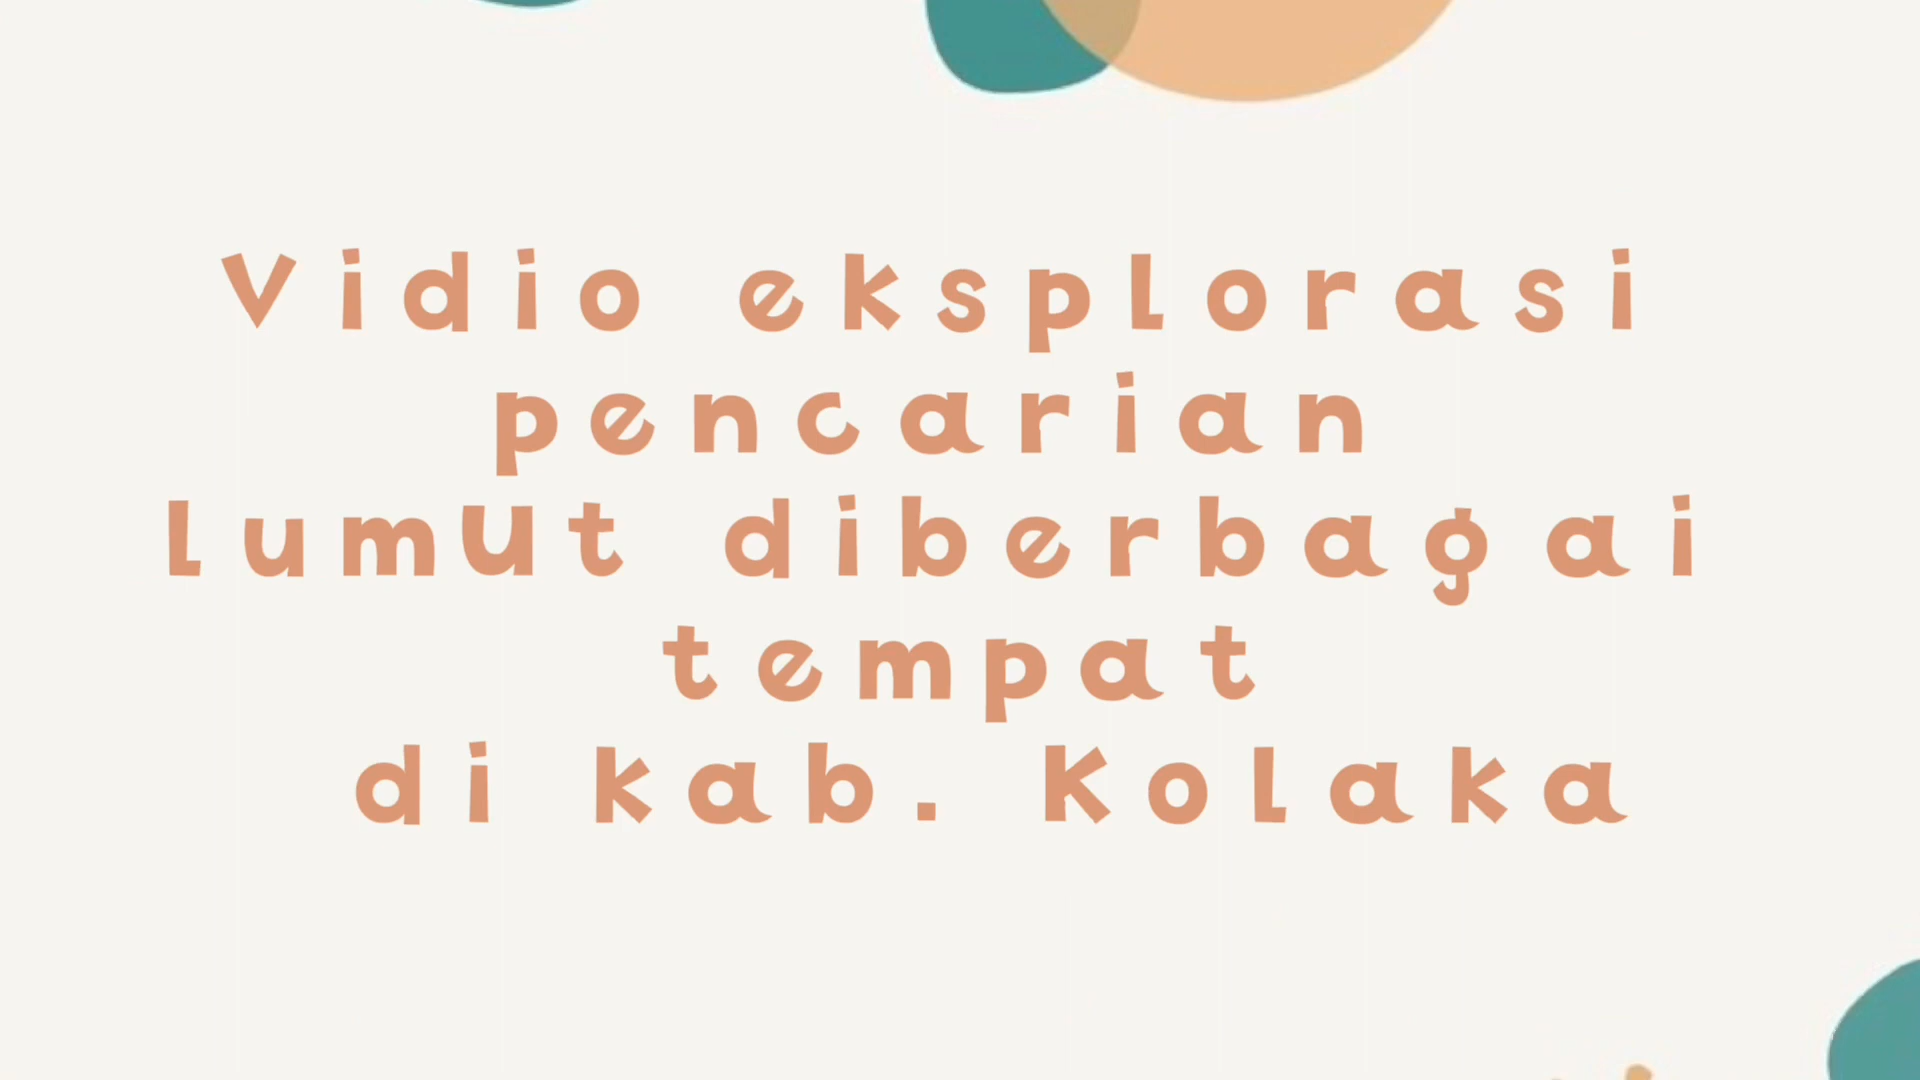 Vidio eksplorasi
pencarian
lumUt diberbagai
tempat
di kab. Kolaka